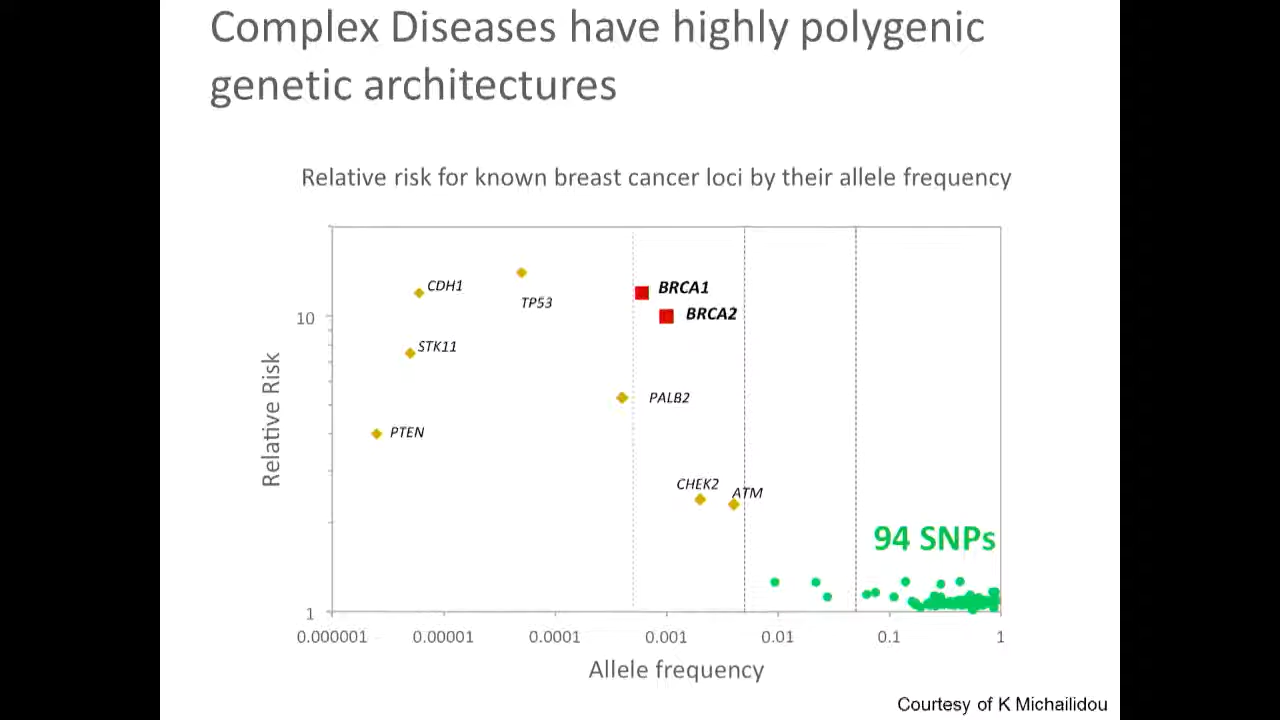 Complex Diseases have highly polygenic
genetic architectures
Relative risk for known breast cancer loci by their allele frequency
CDH1
TP53
BRCA1
BRCA2
10
STK11
PALB2
PTEN
Relative Risk
CHEK2
ATM
94 SNPs
1
0.000001
0.00001
0.0001
0.001
0.01
0.1
1
Allele frequency
Courtesy of K Michailidou